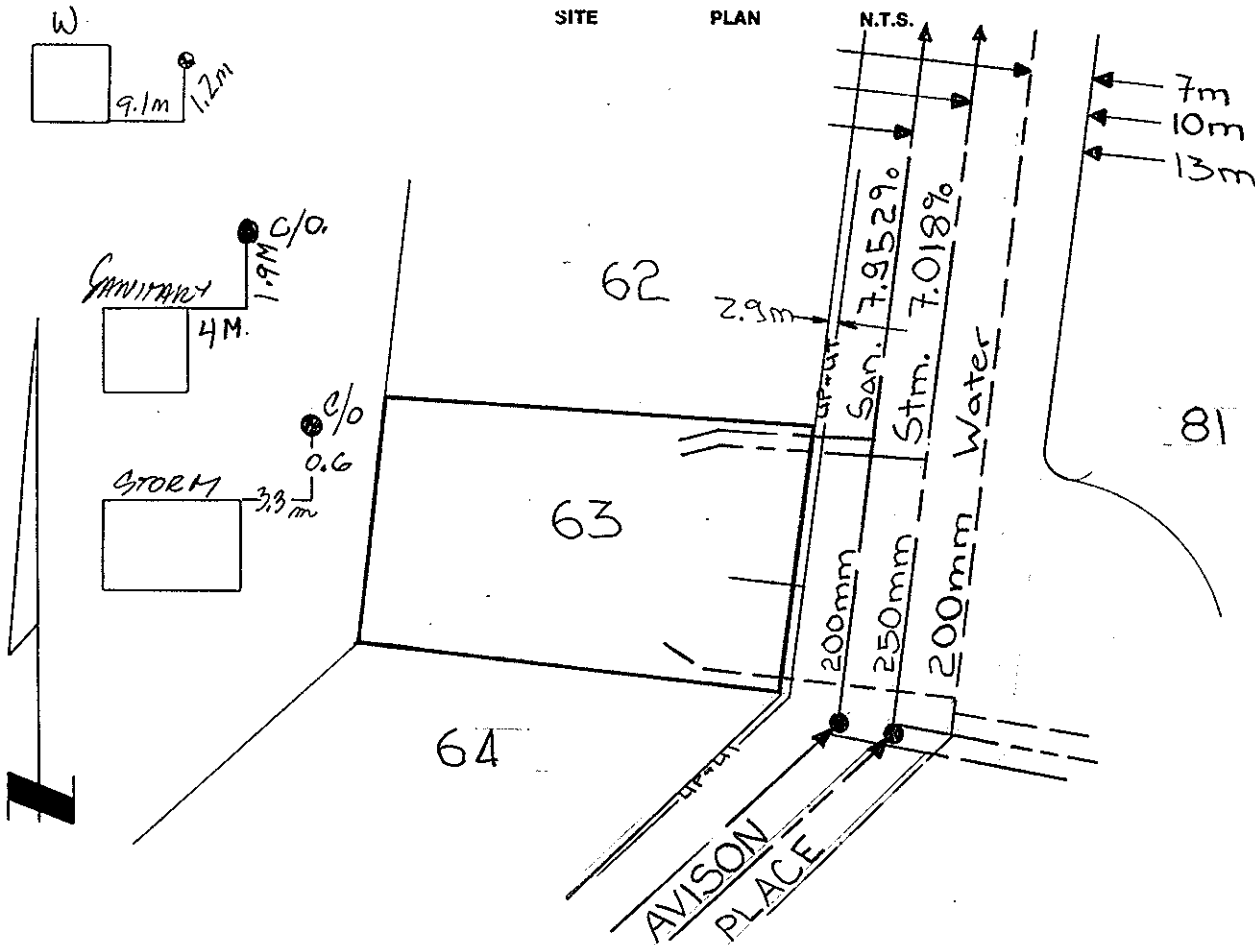 SITE PLAN N.T.S.
W
9.1m
1.2m
7m
10m
13m
C/O.
SANITARY
1.9M
4M.
62
2.9m
San. 7.952%
Stm. 7.018%
Water
81
C/O
0.6
STORM
3.3m
63
200mm
250mm
200mm
64
AVISON
PLACE